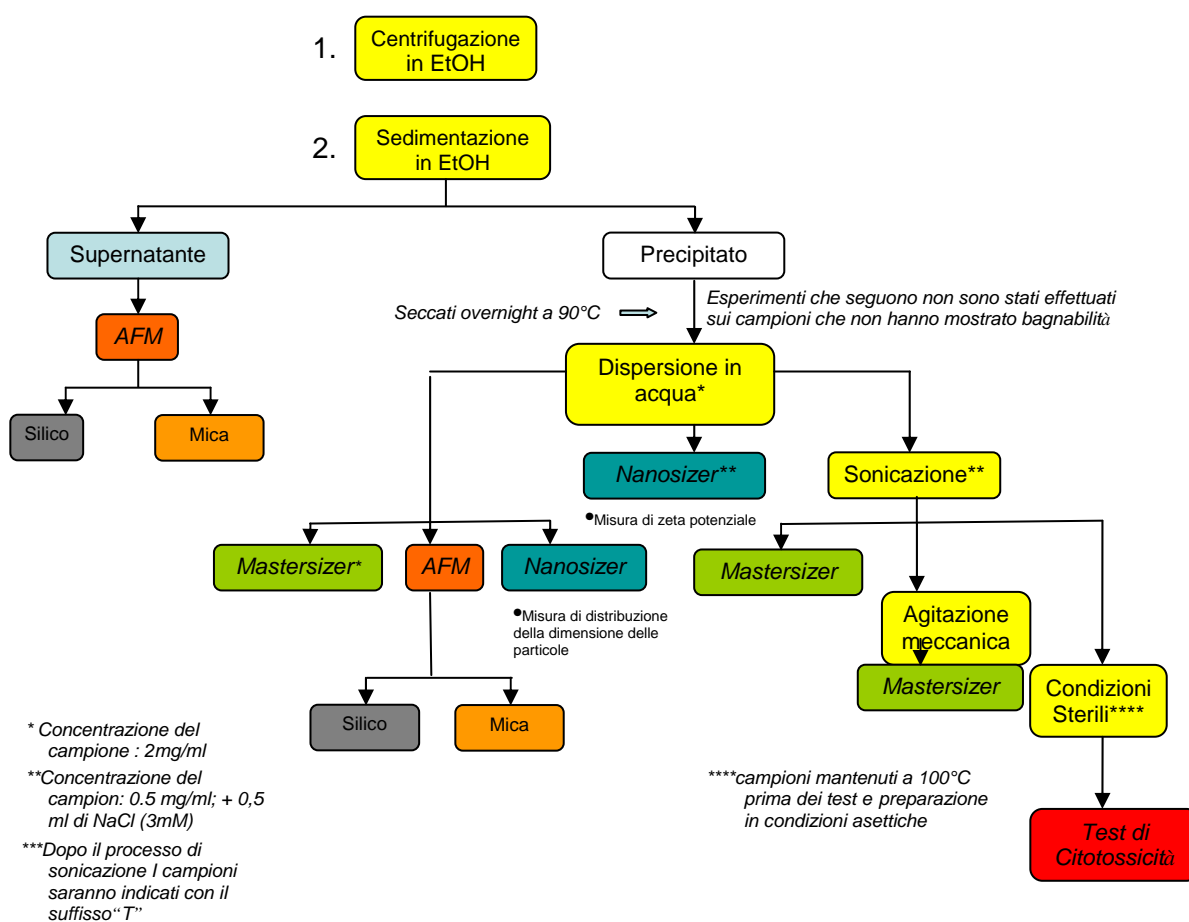 1.
Centrifugazione
in EtOH
2.
Sedimentazione
in EtOH
Supernatante
Precipitato
Seccati overnight a 90°C
Esperimenti che seguono non sono stati effettuati
sui campioni che non hanno mostrato bagnabilità
AFM
Dispersione in
acqua*
Silico
Mica
Nanosizer**
Sonicazione**
•Misura di zeta potenziale
Mastersizer*
AFM
Nanosizer
Mastersizer
•Misura di distribuzione
della dimensione delle
particole
Agitazione
meccanica
Mastersizer
Condizioni
Sterili****
Silico
Mica
* Concentrazione del
campione : 2mg/ml
**Concentrazione del
campion: 0.5 mg/ml; + 0,5
ml di NaCl (3mM)
***Dopo il processo di
sonicazione I campioni
saranno indicati con il
suffisso“T”
****campioni mantenuti a 100°C
prima dei test e preparazione
in condizioni asettiche
Test di
Citotossicità